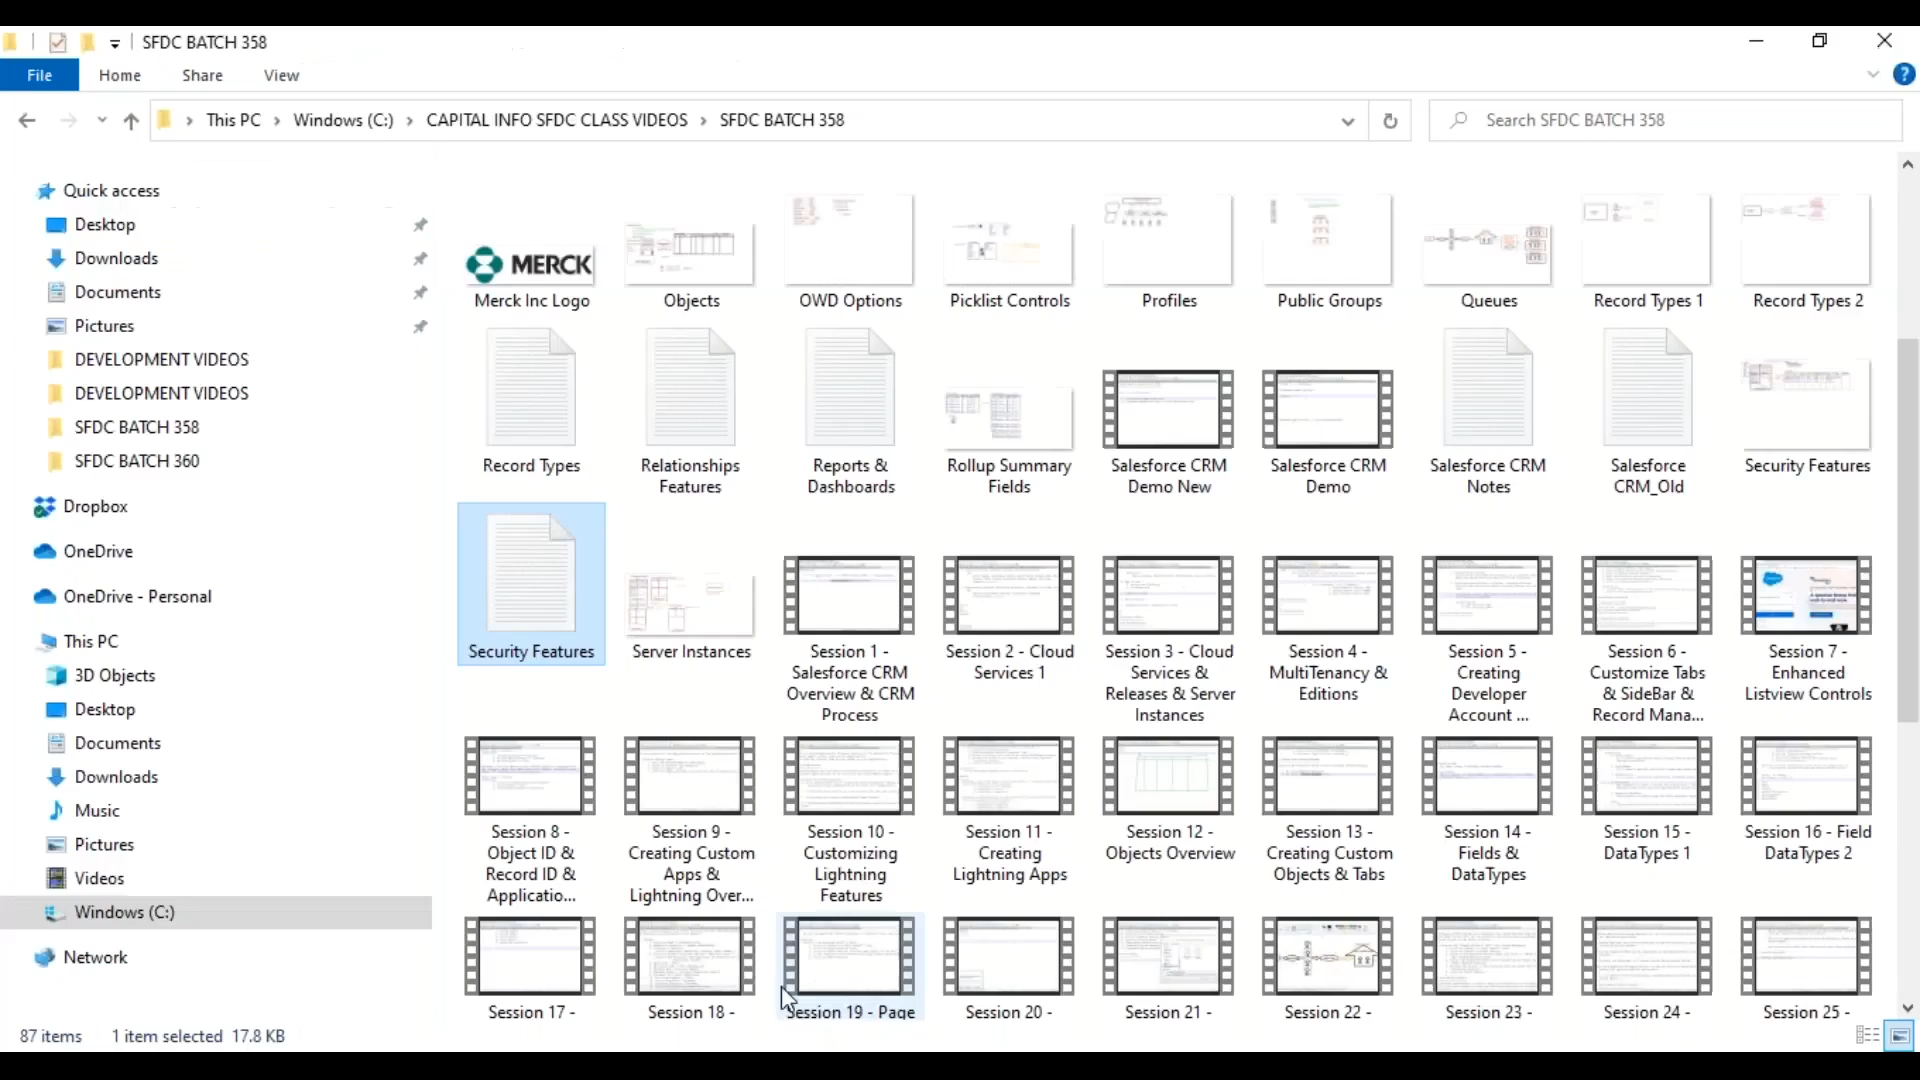 SFDC BATCH 358
File Home Share View
This PC > Windows (C:) > CAPITAL INFO SFDC CLASS VIDEOS > SFDC BATCH 358
Search SFDC BATCH 358
Quick access
Desktop
Downloads
Documents
Pictures
DEVELOPMENT VIDEOS
DEVELOPMENT VIDEOS
SFDC BATCH 358
SFDC BATCH 360
Dropbox
OneDrive
OneDrive - Personal
This PC
3D Objects
Desktop
Documents
Downloads
Music
Pictures
Videos
Windows (C:)
Network
MERCK
Merck Inc Logo
Objects
OWD Options
Picklist Controls
Profiles
Public Groups
Queues
Record Types 1
Record Types 2
Record Types
Relationships
Features
Reports &
Dashboards
Rollup Summary
Fields
Salesforce CRM
Demo New
Salesforce CRM
Demo
Salesforce CRM
Notes
Salesforce
CRM_Old
Security Features
Security Features
Server Instances
Session 1 -
Salesforce CRM
Overview & CRM
Process
Session 2 - Cloud
Services 1
Session 3 - Cloud
Services &
Releases & Server
Instances
Session 4 -
MultiTenancy &
Editions
Session 5 -
Creating
Developer
Account ...
Session 6 -
Customize Tabs
& SideBar &
Record Mana...
Session 7 -
Enhanced
Listview Controls
Session 8 -
Object ID &
Record ID &
Applicatio...
Session 9 -
Creating Custom
Apps &
Lightning Over...
Session 10 -
Customizing
Lightning
Features
Session 11 -
Creating
Lightning Apps
Session 12 -
Objects Overview
Session 13 -
Creating Custom
Objects & Tabs
Session 14 -
Fields &
DataTypes
Session 15 -
DataTypes 1
Session 16 - Field
DataTypes 2
Session 17 -
Session 18 -
Session 19 - Page
Session 20 -
Session 21 -
Session 22 -
Session 23 -
Session 24 -
Session 25 -
87 items 1 item selected 17.8 KB